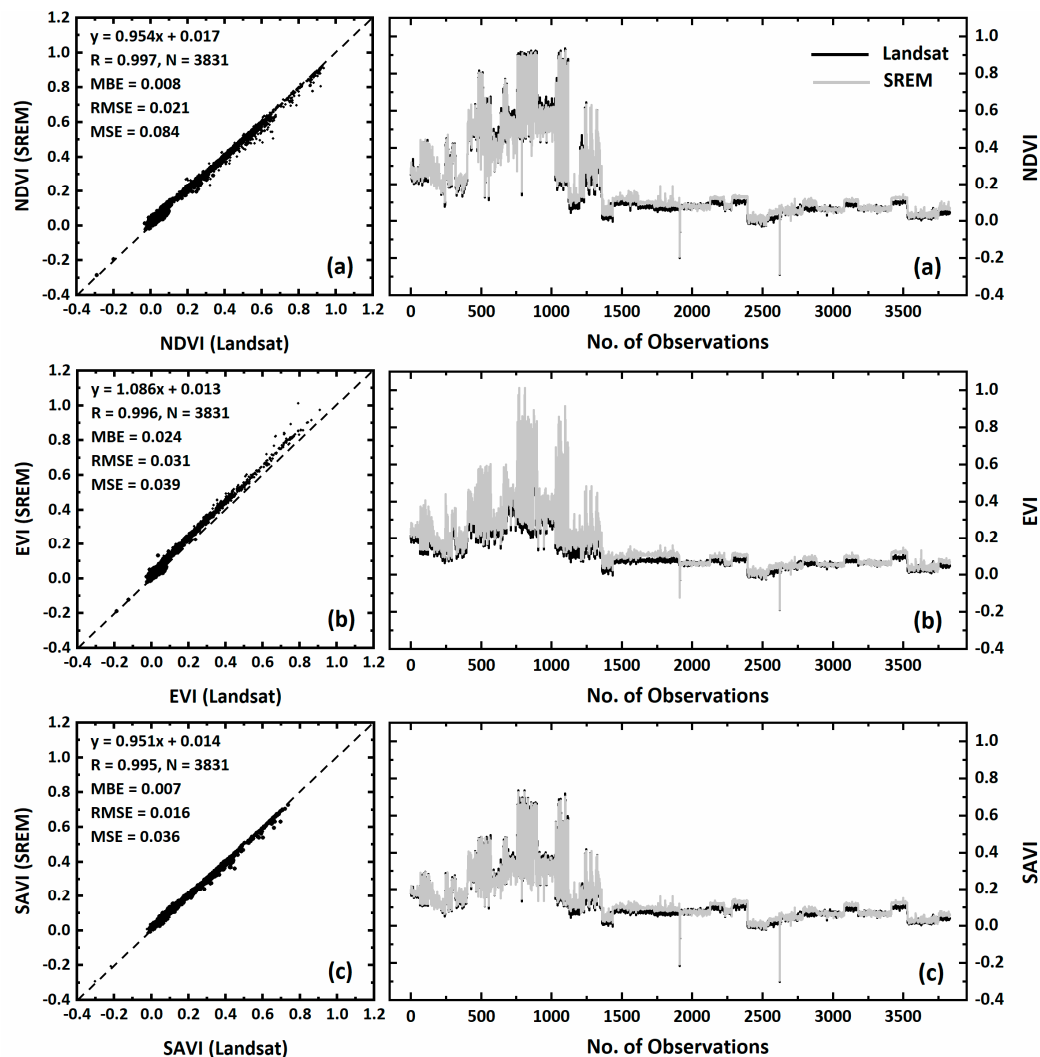 y = 0.954x + 0.017
R = 0.997, N = 3831
MBE = 0.008
RMSE = 0.021
MSE = 0.084
NDVI (SREM)
1.2
1.0
0.8
0.6
0.4
0.2
0.0
-0.2
-0.4
(a)
-0.4 -0.2 0.0 0.2 0.4 0.6 0.8 1.0 1.2
NDVI (Landsat)
Landsat
SREM
1.0
0.8
0.6
0.4
0.2
0.0
-0.2
-0.4
NDVI
(a)
0 500 1000 1500 2000 2500 3000 3500
No. of Observations
y = 1.086x + 0.013
R = 0.996, N = 3831
MBE = 0.024
RMSE = 0.031
MSE = 0.039
EVI (SREM)
1.2
1.0
0.8
0.6
0.4
0.2
0.0
-0.2
-0.4
(b)
-0.4 -0.2 0.0 0.2 0.4 0.6 0.8 1.0 1.2
EVI (Landsat)
1.0
0.8
0.6
0.4
0.2
0.0
-0.2
-0.4
EVI
(b)
0 500 1000 1500 2000 2500 3000 3500
No. of Observations
y = 0.951x + 0.014
R = 0.995, N = 3831
MBE = 0.007
RMSE = 0.016
MSE = 0.036
SAVI (SREM)
1.2
1.0
0.8
0.6
0.4
0.2
0.0
-0.2
-0.4
(c)
-0.4 -0.2 0.0 0.2 0.4 0.6 0.8 1.0 1.2
SAVI (Landsat)
1.0
0.8
0.6
0.4
0.2
0.0
-0.2
-0.4
SAVI
(c)
0 500 1000 1500 2000 2500 3000 3500
No. of Observations